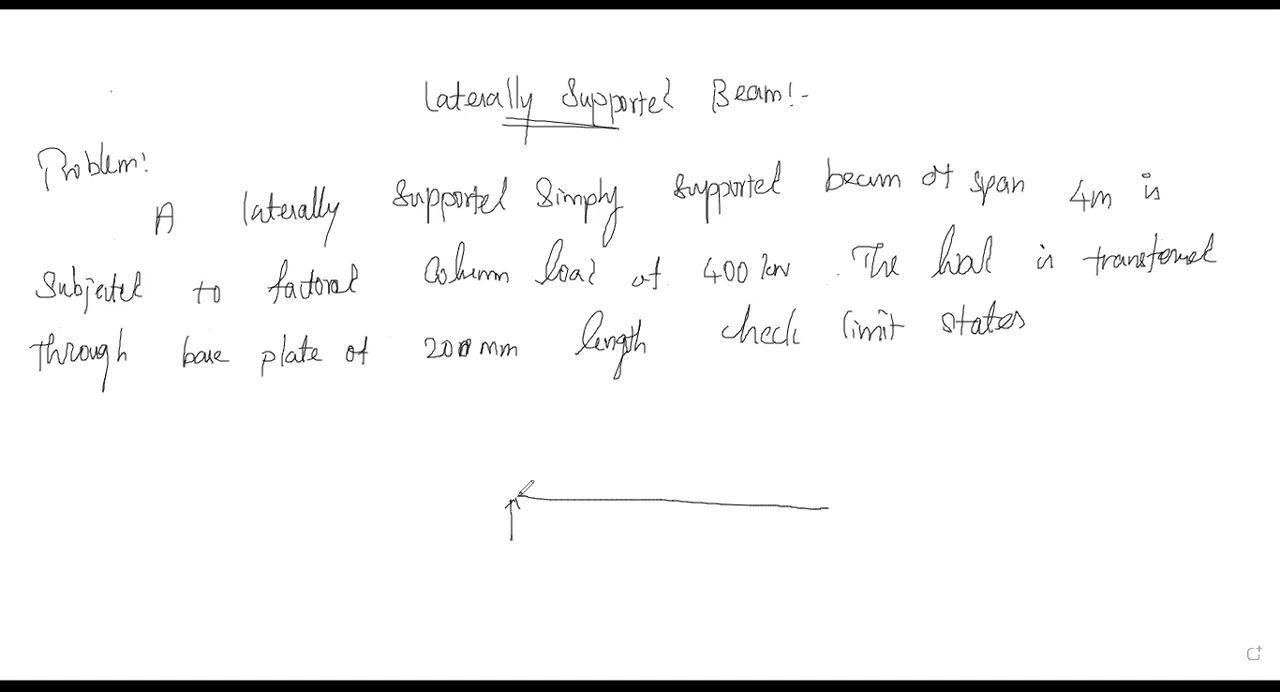 Laterally Supported Beam:-
Problem:
A laterally supported simply supported beam of span 4m is
Subjected to factored Column load of 400 kN. The load is transferred
through base plate of 200 mm length check limit states